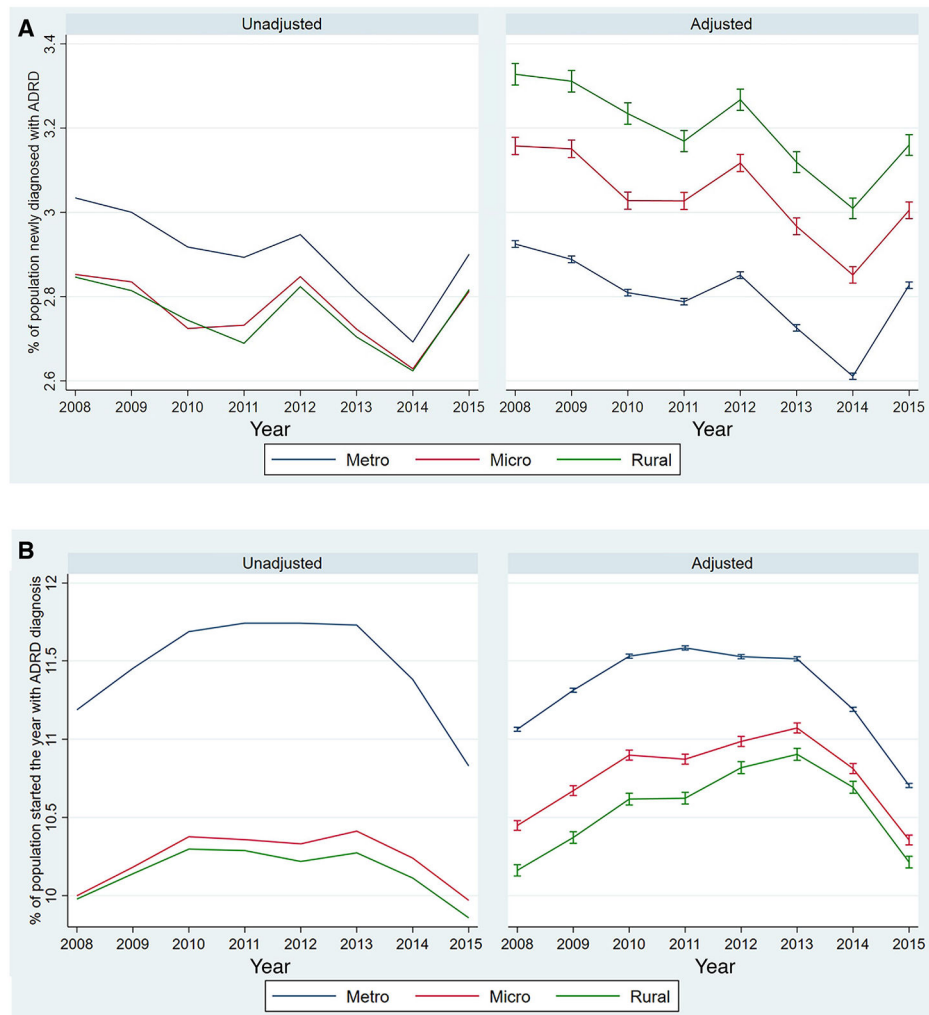 A
Unadjusted
Adjusted
% of population newly diagnosed with ADRD
3.4
3.2
3
2.8
2.6
2008 2009 2010 2011 2012 2013 2014 2015
2008 2009 2010 2011 2012 2013 2014 2015
Year
Year
Metro Micro Rural
B
Unadjusted
Adjusted
% of population started the year with ADRD diagnosis
12
11.5
11
10.5
10
2008 2009 2010 2011 2012 2013 2014 2015
2008 2009 2010 2011 2012 2013 2014 2015
Year
Year
Metro Micro Rural